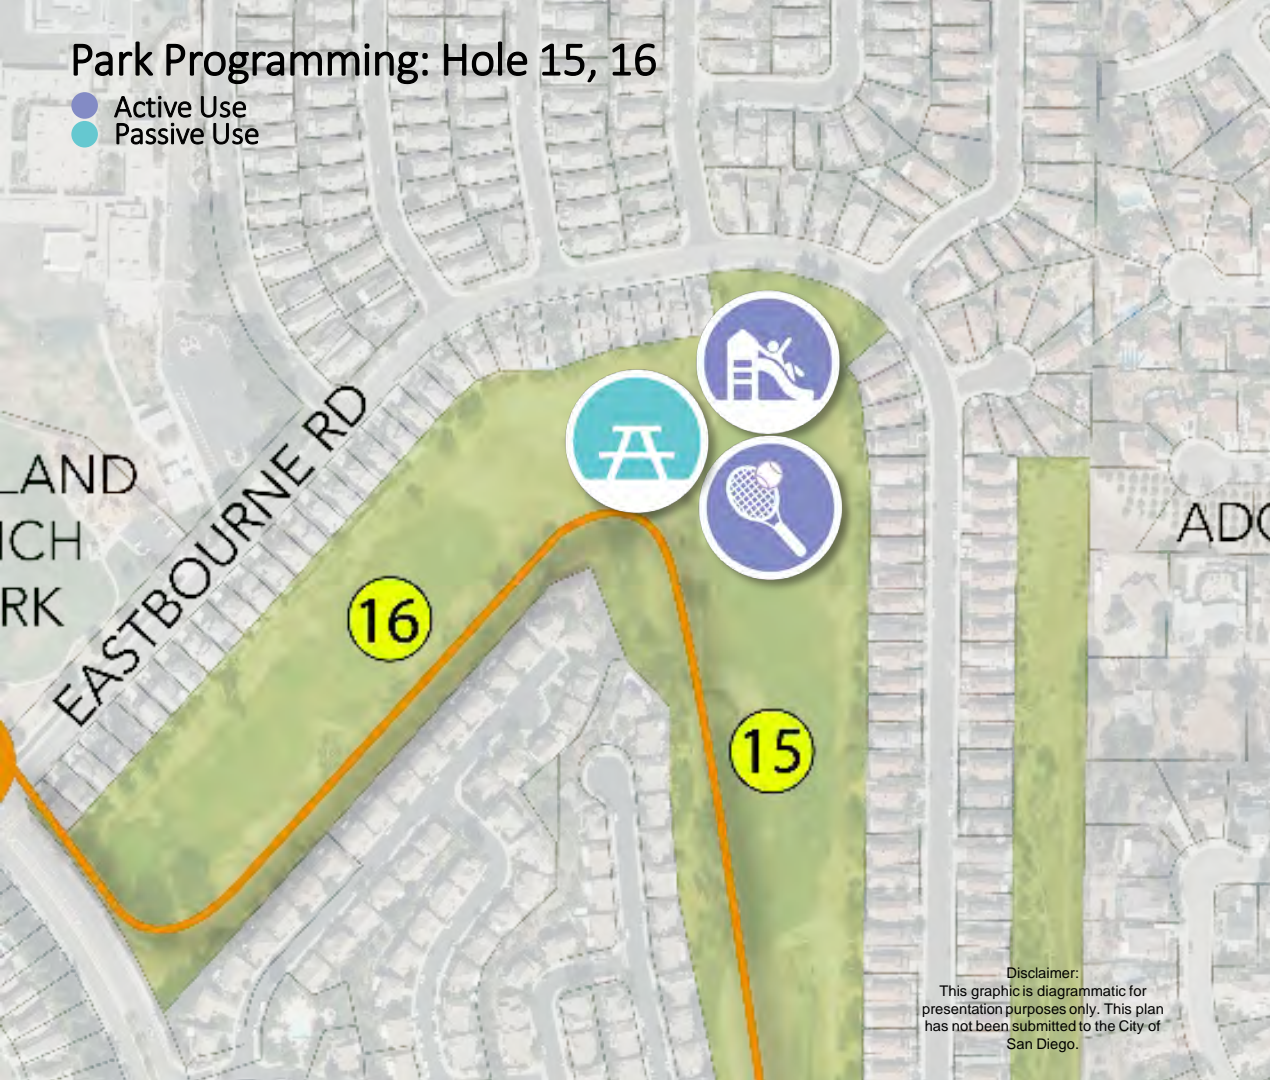 Park Programming: Hole 15, 16
Active Use
Passive Use
EASTBOURNE RD
LAND
ICH
RK
ADO
16
15
Disclaimer:
This graphic is diagrammatic for
presentation purposes only. This plan
has not been submitted to the City of
San Diego.